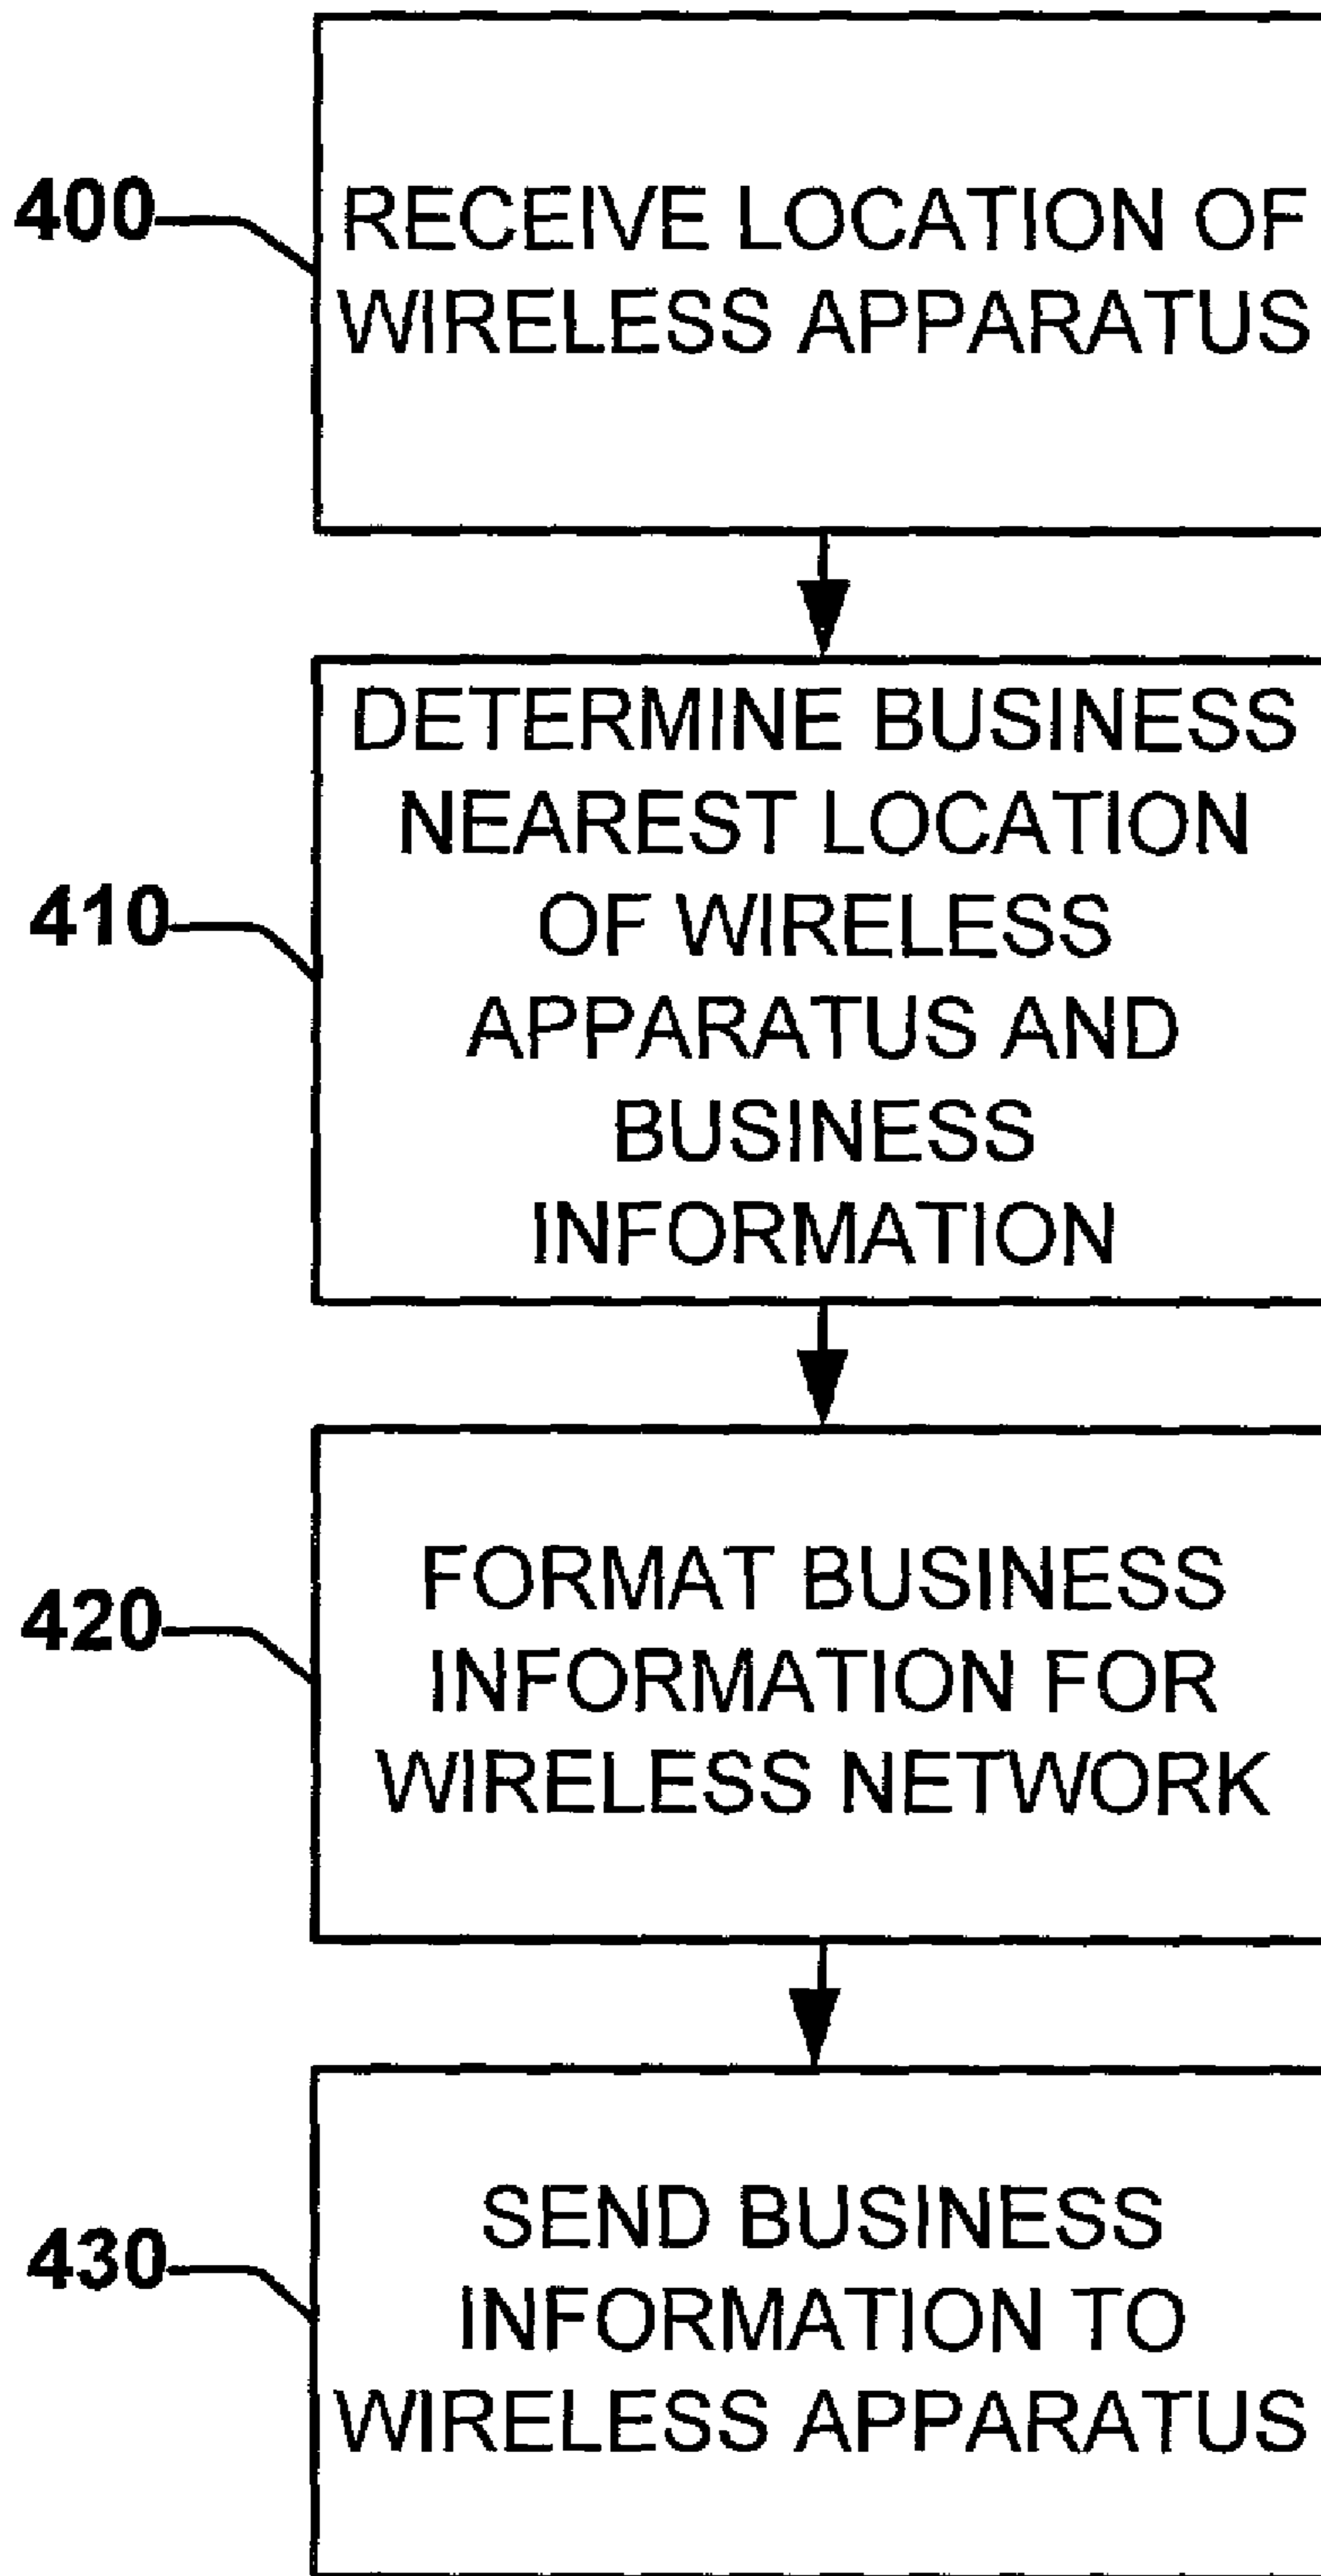 400
RECEIVE LOCATION OF
WIRELESS APPARATUS
410
DETERMINE BUSINESS
NEAREST LOCATION
OF WIRELESS
APPARATUS AND
BUSINESS
INFORMATION
420
FORMAT BUSINESS
INFORMATION FOR
WIRELESS NETWORK
430
SEND BUSINESS
INFORMATION TO
WIRELESS APPARATUS